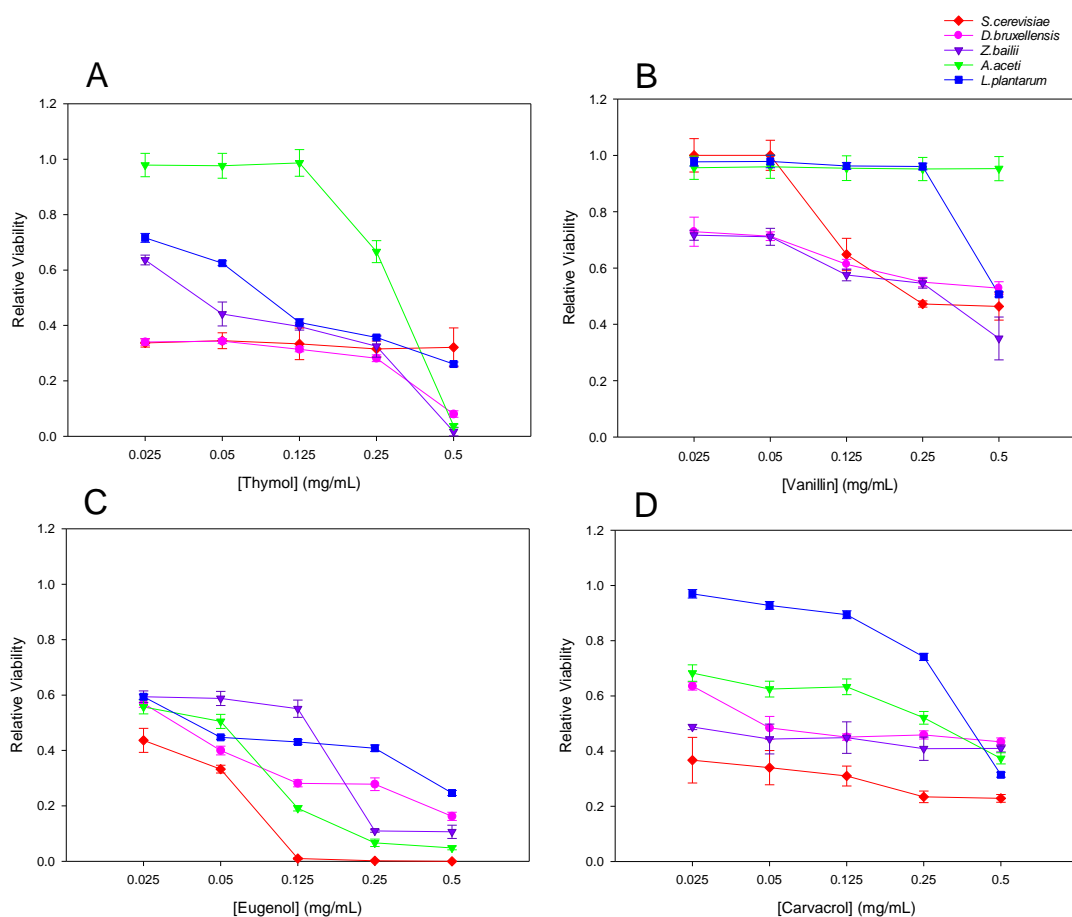 S.cerevisiae
D.bruxellensis
Z.bailii
A.aceti
L.plantarum
A
1.2
1.0
0.8
0.6
0.4
0.2
0.0
Relative Viability
0.025 0.05 0.125 0.25 0.5
[Thymol] (mg/mL)
B
1.2
1.0
0.8
0.6
0.4
0.2
0.0
Relative Viability
0.025 0.05 0.125 0.25 0.5
[Vanillin] (mg/mL)
C
1.2
1.0
0.8
0.6
0.4
0.2
0.0
Relative Viability
0.025 0.05 0.125 0.25 0.5
[Eugenol] (mg/mL)
D
1.2
1.0
0.8
0.6
0.4
0.2
0.0
Relative Viability
0.025 0.05 0.125 0.25 0.5
[Carvacrol] (mg/mL)